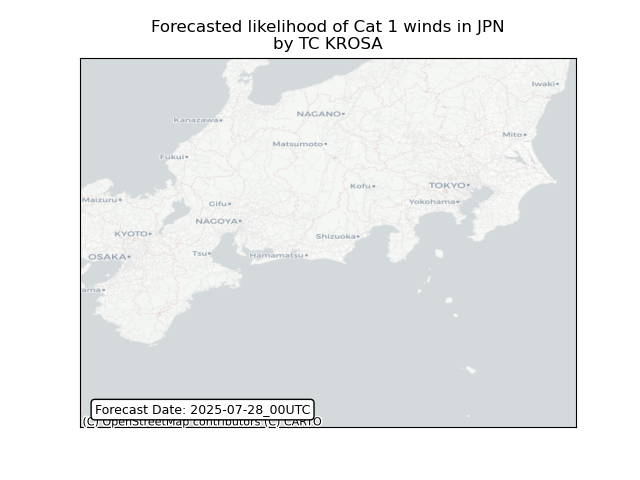 Forecasted likelihood of Cat 1 winds in JPN
by TC KROSA
Iwaki
Kanazawa
NAGANO
Mito
Matsumoto
Fukui
Kofu
TOKYO
Maizuru
Gifu
Yokohama
NAGOYA
KYOTO
Shizuoka
Tsu
Hamamatsu
OSAKA
ama
Forecast Date: 2025-07-28_00UTC
(C) OpenStreetMap contributors (C) CARTO